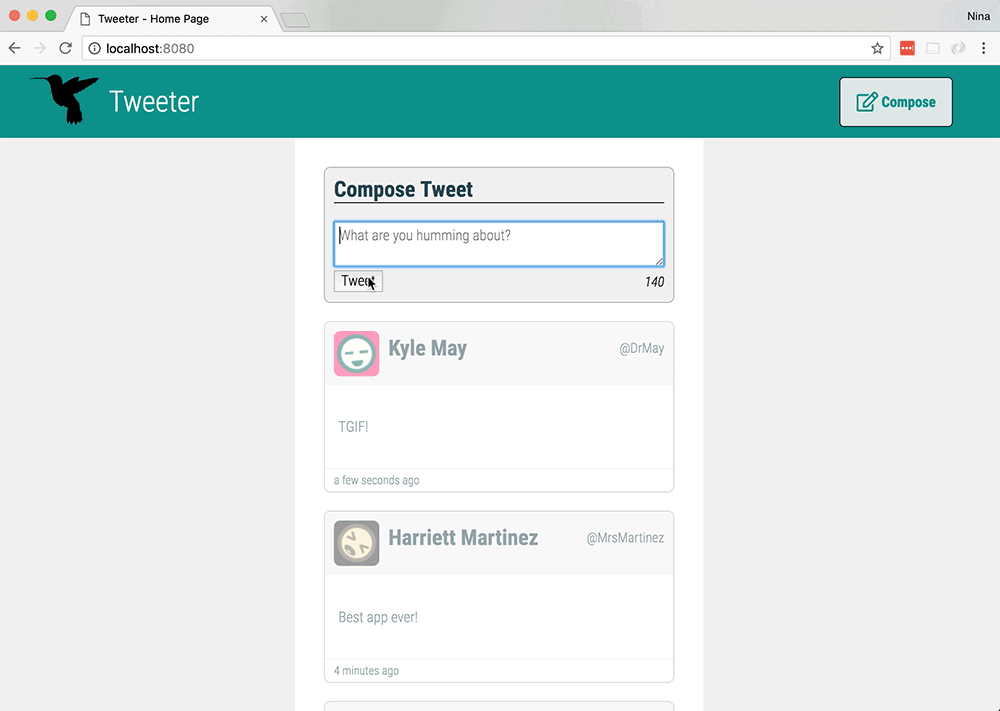 Tweeter - Home Page
Nina
localhost:8080
Tweeter
Compose
Compose Tweet
What are you humming about?
Tweet
140
Kyle May
@DrMay
TGIF!
a few seconds ago
Harriett Martinez
@MrsMartinez
Best app ever!
4 minutes ago